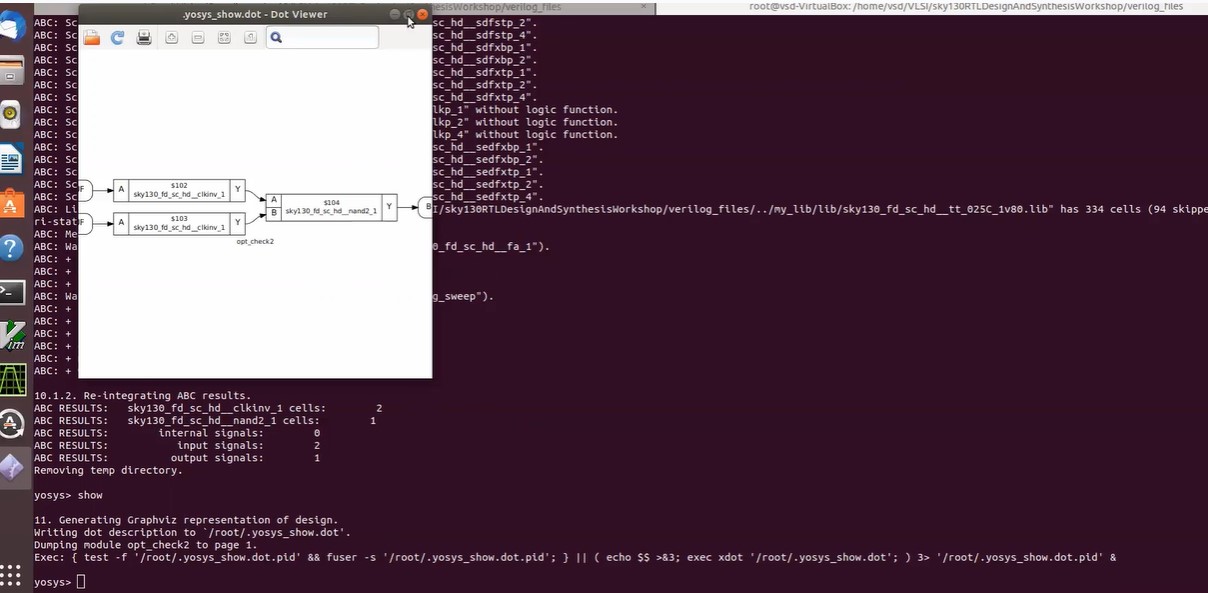 .yosys_show.dot - Dot Viewer
esisWorkshop/verilog_files
×
root@vsd-VirtualBox: /home/vsd/VLSI/sky130RTLDesignAndSynthesisWorkshop/verilog_files
ABC: Sc sc_hd__sdfstp_2".
ABC: Sc sc_hd__sdfstp_4".
ABC: Sc sc_hd__sdfxbp_1".
ABC: Sc sc_hd__sdfxbp_2".
ABC: Sc sc_hd__sdfxtp_1".
ABC: Sc sc_hd__sdfxtp_2".
ABC: Sc sc_hd__sdfxtp_4".
ABC: Sc lkp_1" without logic function.
ABC: Sc lkp_2" without logic function.
ABC: Sc lkp_4" without logic function.
ABC: Sc sc_hd__sedfxbp_1".
ABC: Sc sc_hd__sedfxbp_2".
ABC: Sc sc_hd__sedfxtp_1".
ABC: Sc sc_hd__sedfxtp_2".
ABC: Sc sc_hd__sedfxtp_4".
ABC: Li I/sky130RTLDesignAndSynthesisWorkshop/verilog_files/../my_lib/lib/sky130_fd_sc_hd__tt_025C_1v80.lib" has 334 cells (94 skippe
ri-stat
ABC: Me
ABC: Wa 0_fd_sc_hd__fa_1").
ABC: +
ABC: +
ABC: +
ABC: Wa g_sweep").
ABC: +
ABC: +
ABC: +
ABC: +
ABC: +
ABC: +
A $102 sky130_fd_sc_hd__clkinv_1 Y
A $103 sky130_fd_sc_hd__clkinv_1 Y
A B $104 sky130_fd_sc_hd__nand2_1 Y
B
opt_check2
10.1.2. Re-integrating ABC results.
ABC RESULTS: sky130_fd_sc_hd__clkinv_1 cells: 2
ABC RESULTS: sky130_fd_sc_hd__nand2_1 cells: 1
ABC RESULTS: internal signals: 0
ABC RESULTS: input signals: 2
ABC RESULTS: output signals: 1
Removing temp directory.
yosys> show
11. Generating Graphviz representation of design.
Writing dot description to `/root/.yosys_show.dot'.
Dumping module opt_check2 to page 1.
Exec: { test -f '/root/.yosys_show.dot.pid' && fuser -s '/root/.yosys_show.dot.pid'; } || ( echo $$ >&3; exec xdot '/root/.yosys_show.dot'; ) 3> '/root/.yosys_show.dot.pid' &
yosys>